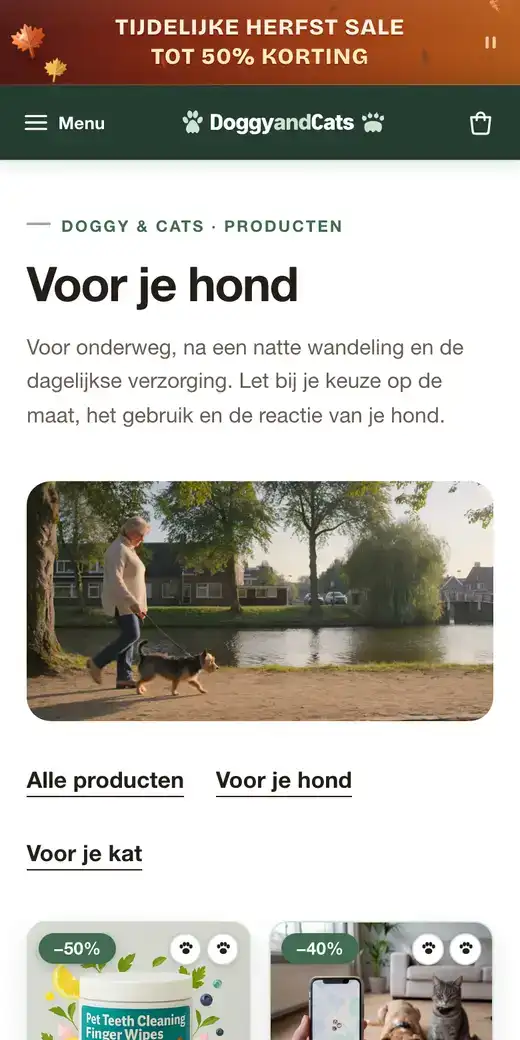 TIJDELIJKE HERFST SALE
TOT 50% KORTING
Menu
DoggyandCats
DOGGY & CATS · PRODUCTEN
Voor je hond
Voor onderweg, na een natte wandeling en de
dagelijkse verzorging. Let bij je keuze op de
maat, het gebruik en de reactie van je hond.
Alle producten
Voor je hond
Voor je kat
−50%
−40%
Pet Teeth Cleaning
Finger Wipes